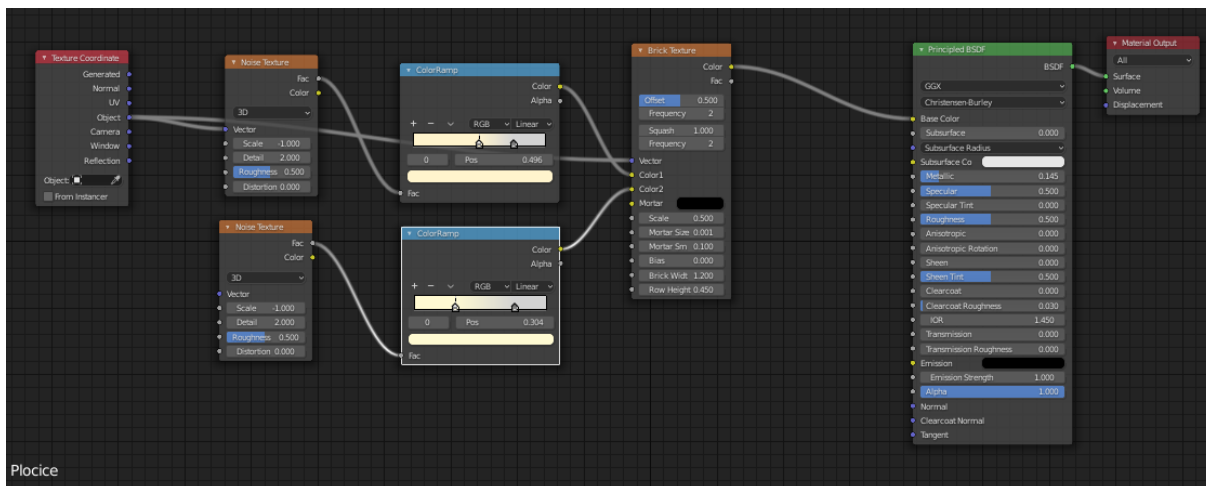 Texture Coordinate
Generated
Normal
UV
Object
Camera
Window
Reflection
Object:
From Instancer
Noise Texture
Fac
Color
3D
Vector
Scale -1.000
Detail 2.000
Roughness 0.500
Distortion 0.000
Noise Texture
Fac
Color
3D
Vector
Scale -1.000
Detail 2.000
Roughness 0.500
Distortion 0.000
ColorRamp
Color
Alpha
RGB Linear
0 Pos 0.496
Fac
ColorRamp
Color
Alpha
RGB Linear
0 Pos 0.304
Fac
Brick Texture
Color
Fac
Offset 0.500
Frequency 2
Squash 1.000
Frequency 2
Vector
Color1
Color2
Mortar
Scale 0.500
Mortar Size 0.001
Mortar Sm 0.100
Bias 0.000
Brick Widt 1.200
Row Height 0.450
Principled BSDF
BSDF
GGX
Christensen-Burley
Base Color
Subsurface 0.000
Subsurface Radius
Subsurface Co
Metallic 0.145
Specular 0.500
Specular Tint 0.000
Roughness 0.500
Anisotropic 0.000
Anisotropic Rotation 0.000
Sheen 0.000
Sheen Tint 0.500
Clearcoat 0.000
Clearcoat Roughness 0.030
IOR 1.450
Transmission 0.000
Transmission Roughness 0.000
Emission
Emission Strength 1.000
Alpha 1.000
Normal
Clearcoat Normal
Tangent
Material Output
All
Surface
Volume
Displacement
Plocice